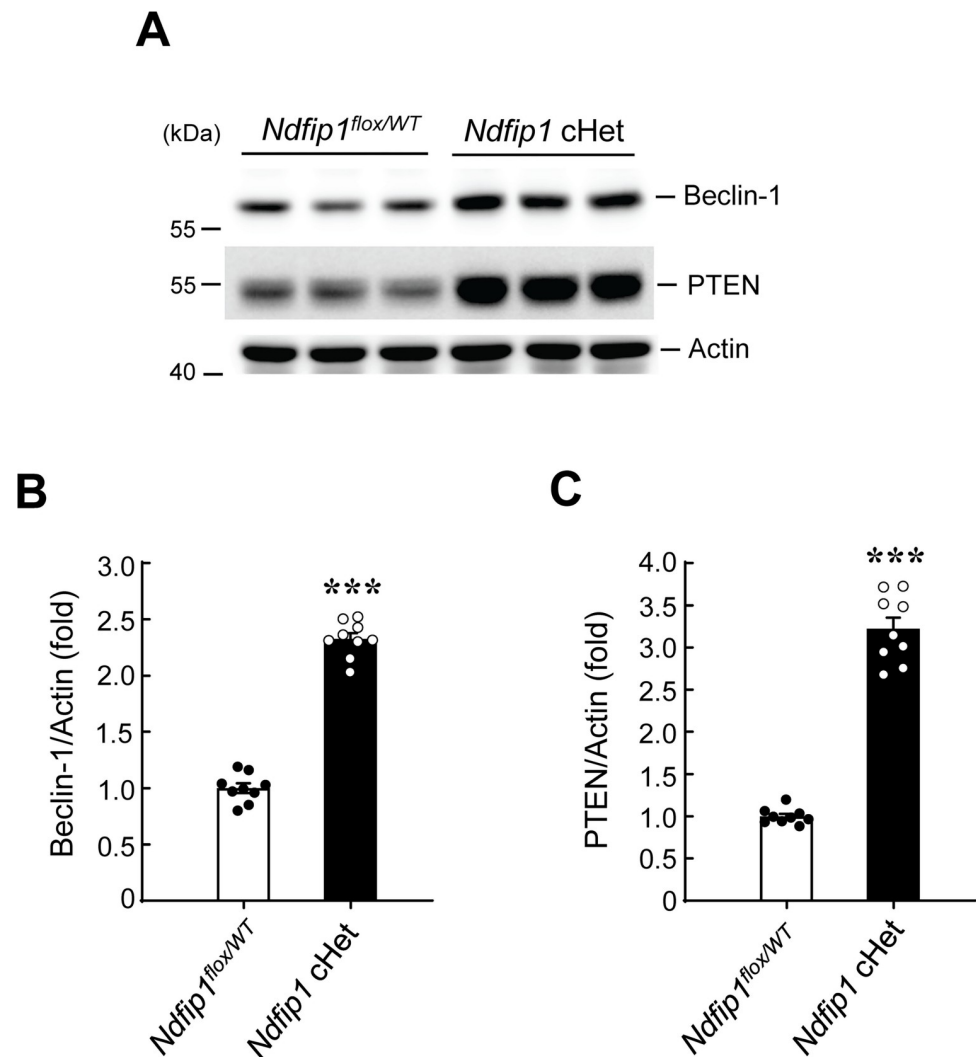 A
(kDa)
Ndfip1flox/WT
Ndfip1 cHet
Beclin-1
55
55
PTEN
Actin
40
B
Beclin-1/Actin (fold)
3.0
2.5
2.0
1.5
1.0
0.5
0
***
Ndfip1flox/WT
Ndfip1 cHet
C
PTEN/Actin (fold)
4.0
3.5
3.0
2.5
2.0
1.5
1.0
0.5
0
***
Ndfip1flox/WT
Ndfip1 cHet